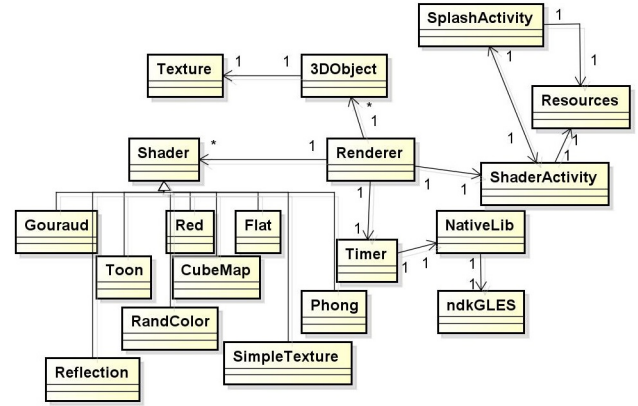 SplashActivity
1
1
1
1
Texture
1
1
3DObject
Resources
*
1
1
1
1
Shader
*
1
Renderer
1
1
ShaderActivity
1
1
Gouraud
Red
Flat
NativeLib
Timer
1
1
Toon
CubeMap
1
1
Phong
ndkGLES
RandColor
SimpleTexture
Reflection